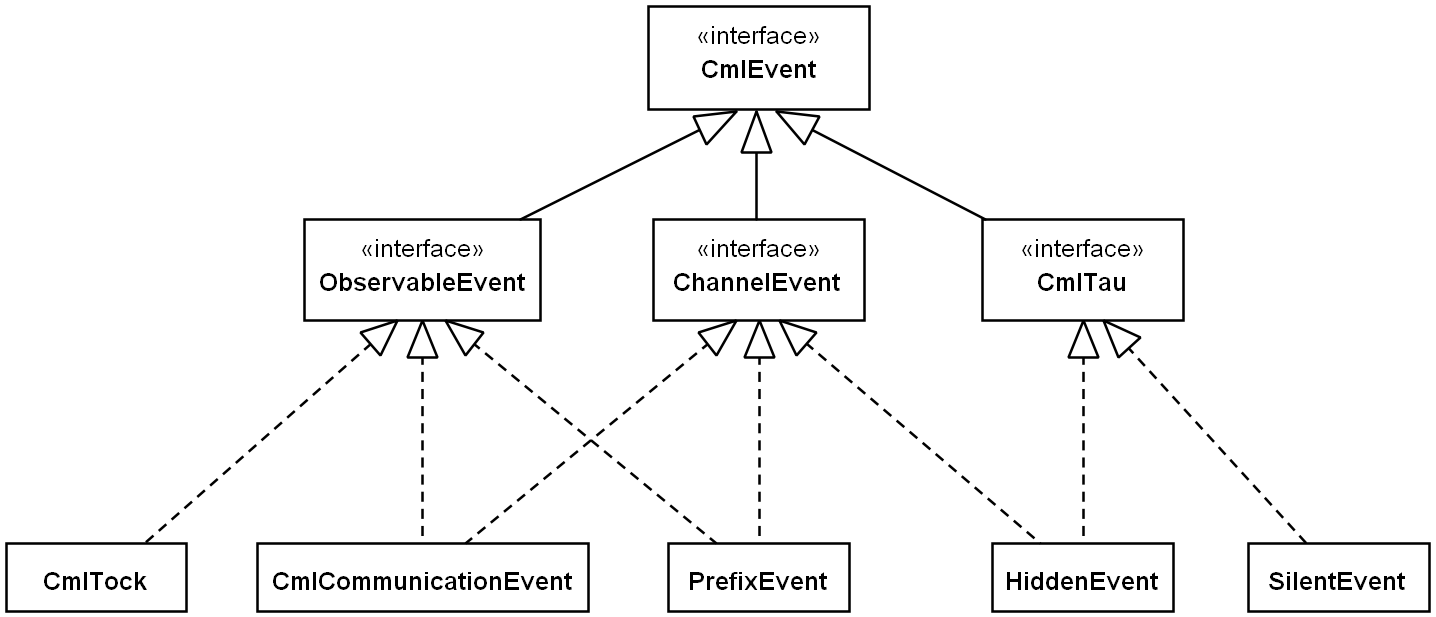 «interface»
CmlEvent
«interface»
ObservableEvent
«interface»
ChannelEvent
«interface»
CmlTau
CmlTock
CmlCommunicationEvent
PrefixEvent
HiddenEvent
SilentEvent